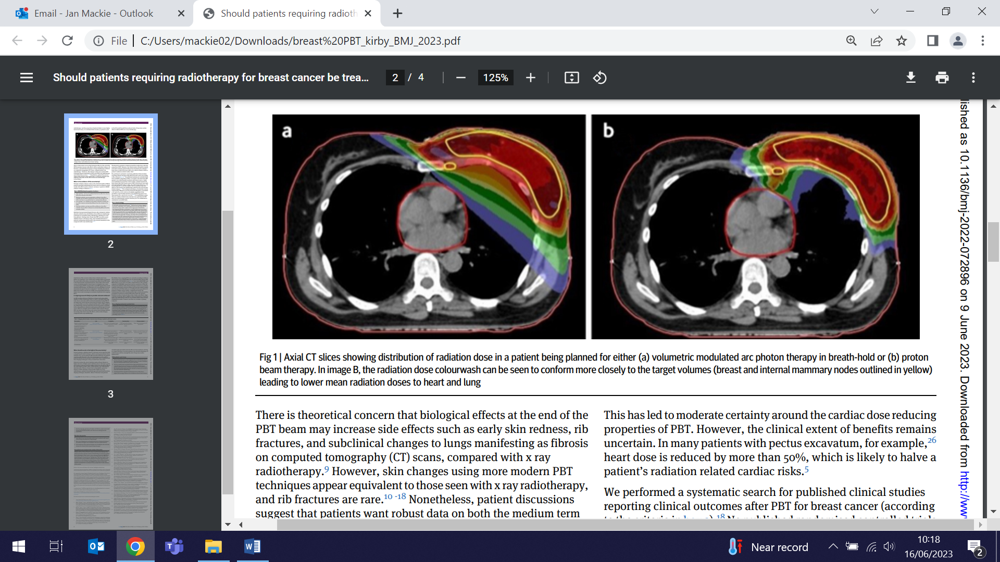 Email - Jan Mackie - Outlook
Should patients requiring radioth
File
C:/Users/mackie02/Downloads/breast%20PBT_kirby_BMJ_2023.pdf
Should patients requiring radiotherapy for breast cancer be trea...
2 / 4
125%
2
3
a
b
Fig 1 | Axial CT slices showing distribution of radiation dose in a patient being planned for either (a) volumetric modulated arc photon therapy in breath-hold or (b) proton
beam therapy. In image B, the radiation dose colourwash can be seen to conform more closely to the target volumes (breast and internal mammary nodes outlined in yellow)
leading to lower mean radiation doses to heart and lung
There is theoretical concern that biological effects at the end of the
PBT beam may increase side effects such as early skin redness, rib
fractures, and subclinical changes to lungs manifesting as fibrosis
on computed tomography (CT) scans, compared with x ray
radiotherapy.9 However, skin changes using more modern PBT
techniques appear equivalent to those seen with x ray radiotherapy,
and rib fractures are rare.10 -18 Nonetheless, patient discussions
suggest that patients want robust data on both the medium term
This has led to moderate certainty around the cardiac dose reducing
properties of PBT. However, the clinical extent of benefits remains
uncertain. In many patients with pectus excavatum, for example,26
heart dose is reduced by more than 50%, which is likely to halve a
patient's radiation related cardiac risks.5
We performed a systematic search for published clinical studies
reporting clinical outcomes after PBT for breast cancer (according
lished as 10.1136/bmj-2022-072896 on 9 June 2023. Downloaded from http://ww
Near record
10:18
16/06/2023
2